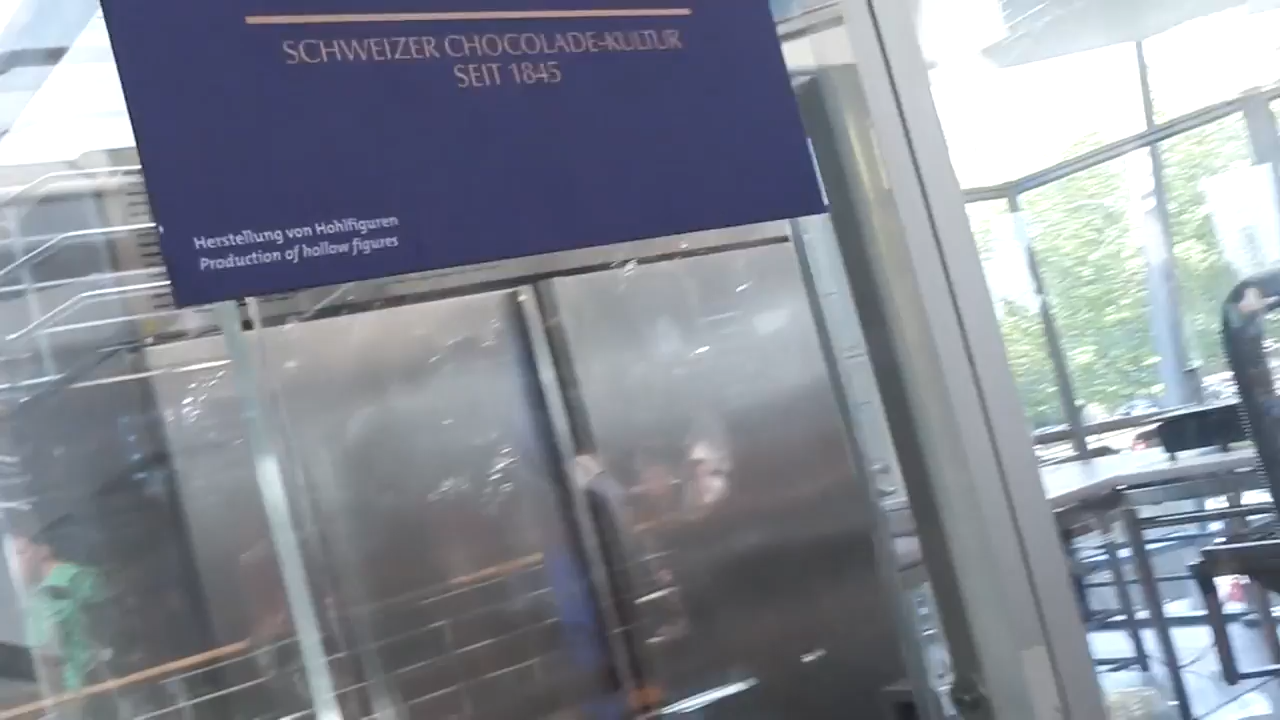 SCHWEIZER CHOCOLADE-KULTUR
SEIT 1845
Herstellung von Hohlfiguren
Production of hollow figures